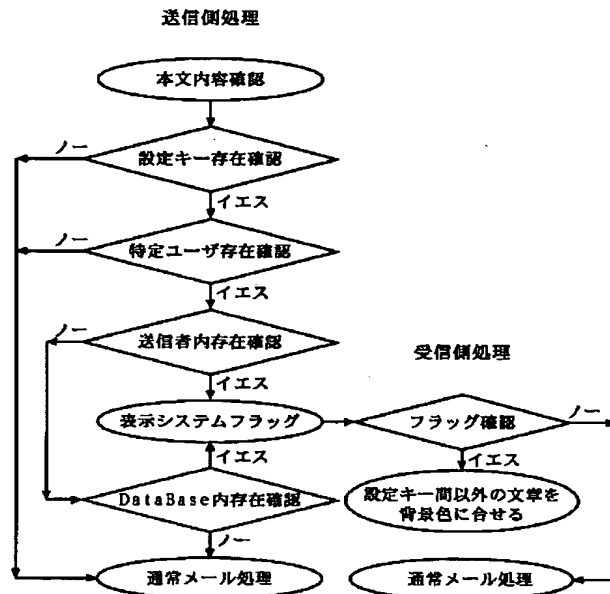 送信側処理
本文内容確認
ノー
設定キー存在確認
イエス
ノー
特定ユーザ存在確認
イエス
ノー
送信者内存在確認
イエス
受信側処理
表示システムフラッグ
フラッグ確認
ノー
イエス
イエス
DataBase内存在確認
設定キー間以外の文章を
背景色に合せる
ノー
通常メール処理
通常メール処理